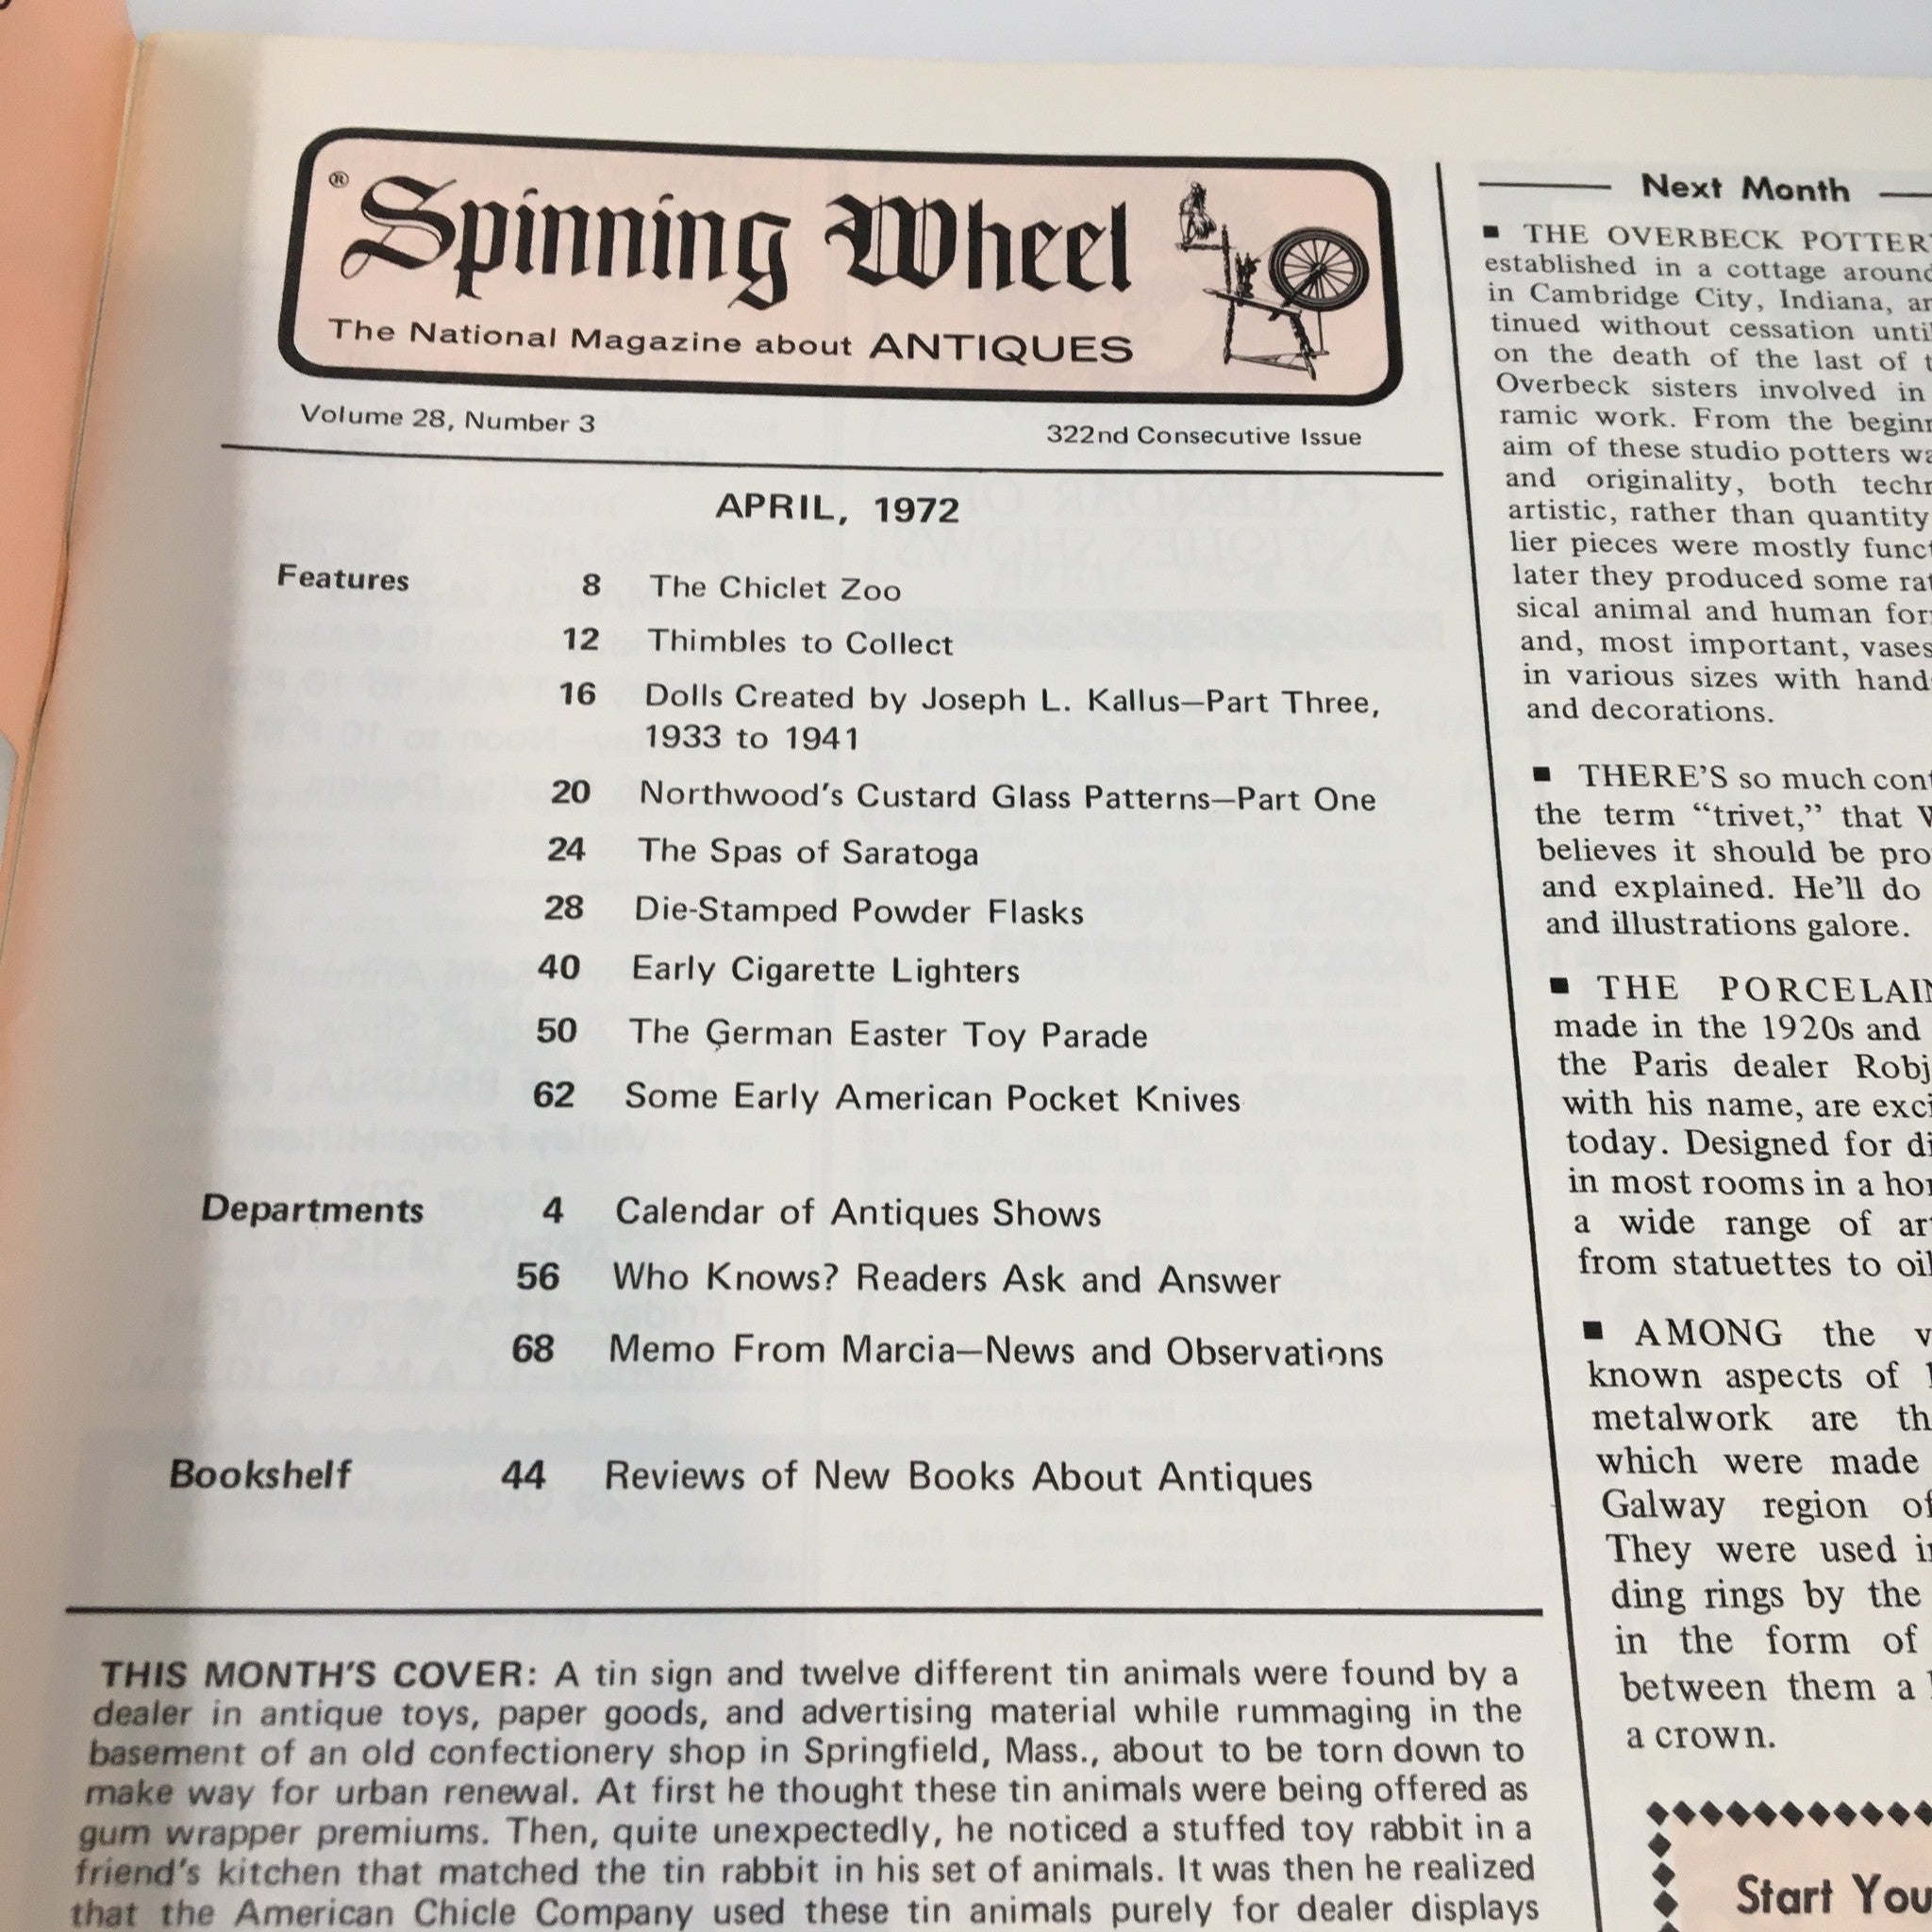 ® Spinning Wheel
The National Magazine about ANTIQUES
Volume 28, Number 3
322nd Consecutive Issue
APRIL, 1972
Features
8 The Chiclet Zoo
12 Thimbles to Collect
16 Dolls Created by Joseph L. Kallus—Part Three,
1933 to 1941
20 Northwood's Custard Glass Patterns—Part One
24 The Spas of Saratoga
28 Die-Stamped Powder Flasks
40 Early Cigarette Lighters
50 The German Easter Toy Parade
62 Some Early American Pocket Knives
Departments
4 Calendar of Antiques Shows
56 Who Knows? Readers Ask and Answer
68 Memo From Marcia—News and Observations
Bookshelf
44 Reviews of New Books About Antiques
THIS MONTH'S COVER: A tin sign and twelve different tin animals were found by a
dealer in antique toys, paper goods, and advertising material while rummaging in the
basement of an old confectionery shop in Springfield, Mass., about to be torn down to
make way for urban renewal. At first he thought these tin animals were being offered as
gum wrapper premiums. Then, quite unexpectedly, he noticed a stuffed toy rabbit in a
friend's kitchen that matched the tin rabbit in his set of animals. It was then he realized
that the American Chicle Company used these tin animals purely for dealer displays
Next Month
■ THE OVERBECK POTTERY
established in a cottage around
in Cambridge City, Indiana,
tinued without cessation until
on the death of the last of
Overbeck sisters involved in
ramic work. From the
aim of these studio potters
and originality, both
artistic, rather than quantity
lier pieces were mostly
later they produced some
sical animal and human
and, most important, vases
in various sizes with hand
and decorations.
■ THERE'S so much
the term "trivet," that
believes it should be
and explained. He'll do
and illustrations galore.
■ THE PORCELAIN
made in the 1920s and
the Paris dealer
with his name, are
today. Designed for
in most rooms in a
a wide range of
from statuettes to
■ AMONG the
known aspects of
metalwork are
which were made
Galway region of
They were used
ding rings by the
in the form of
between them a
a crown.
Start